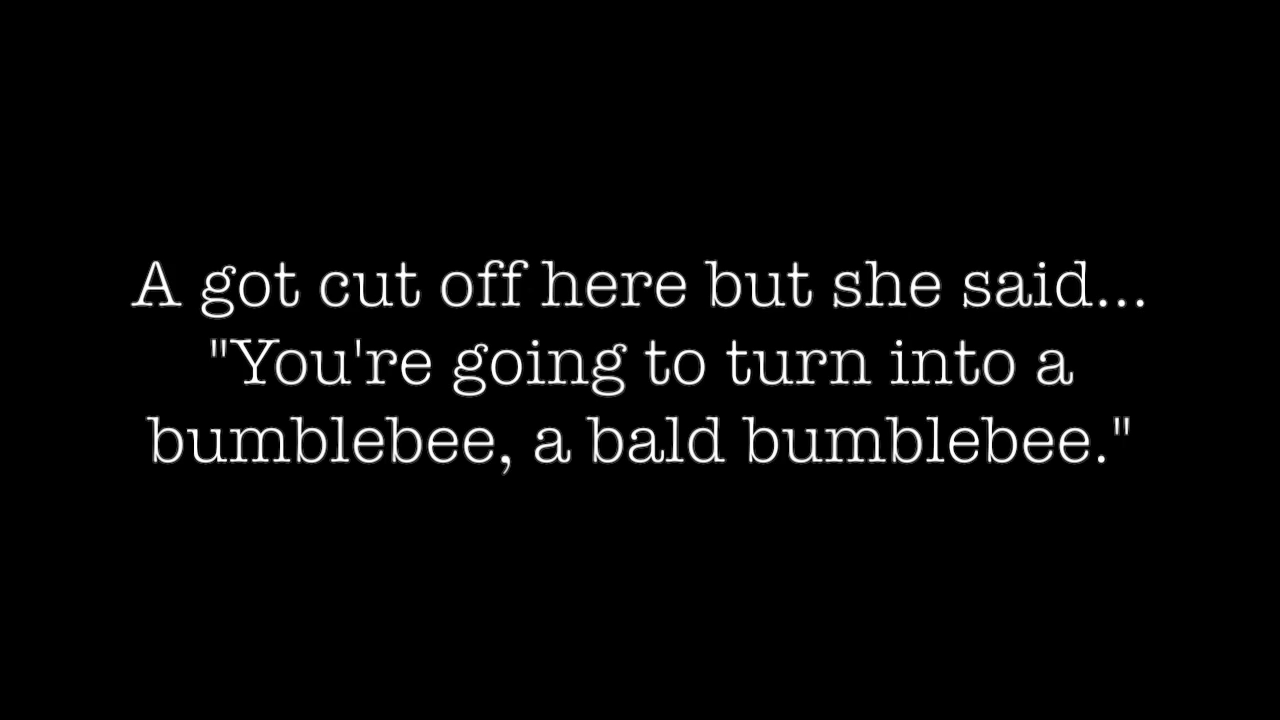 A got cut off here but she said...
"You're going to turn into a
bumblebee, a bald bumblebee."